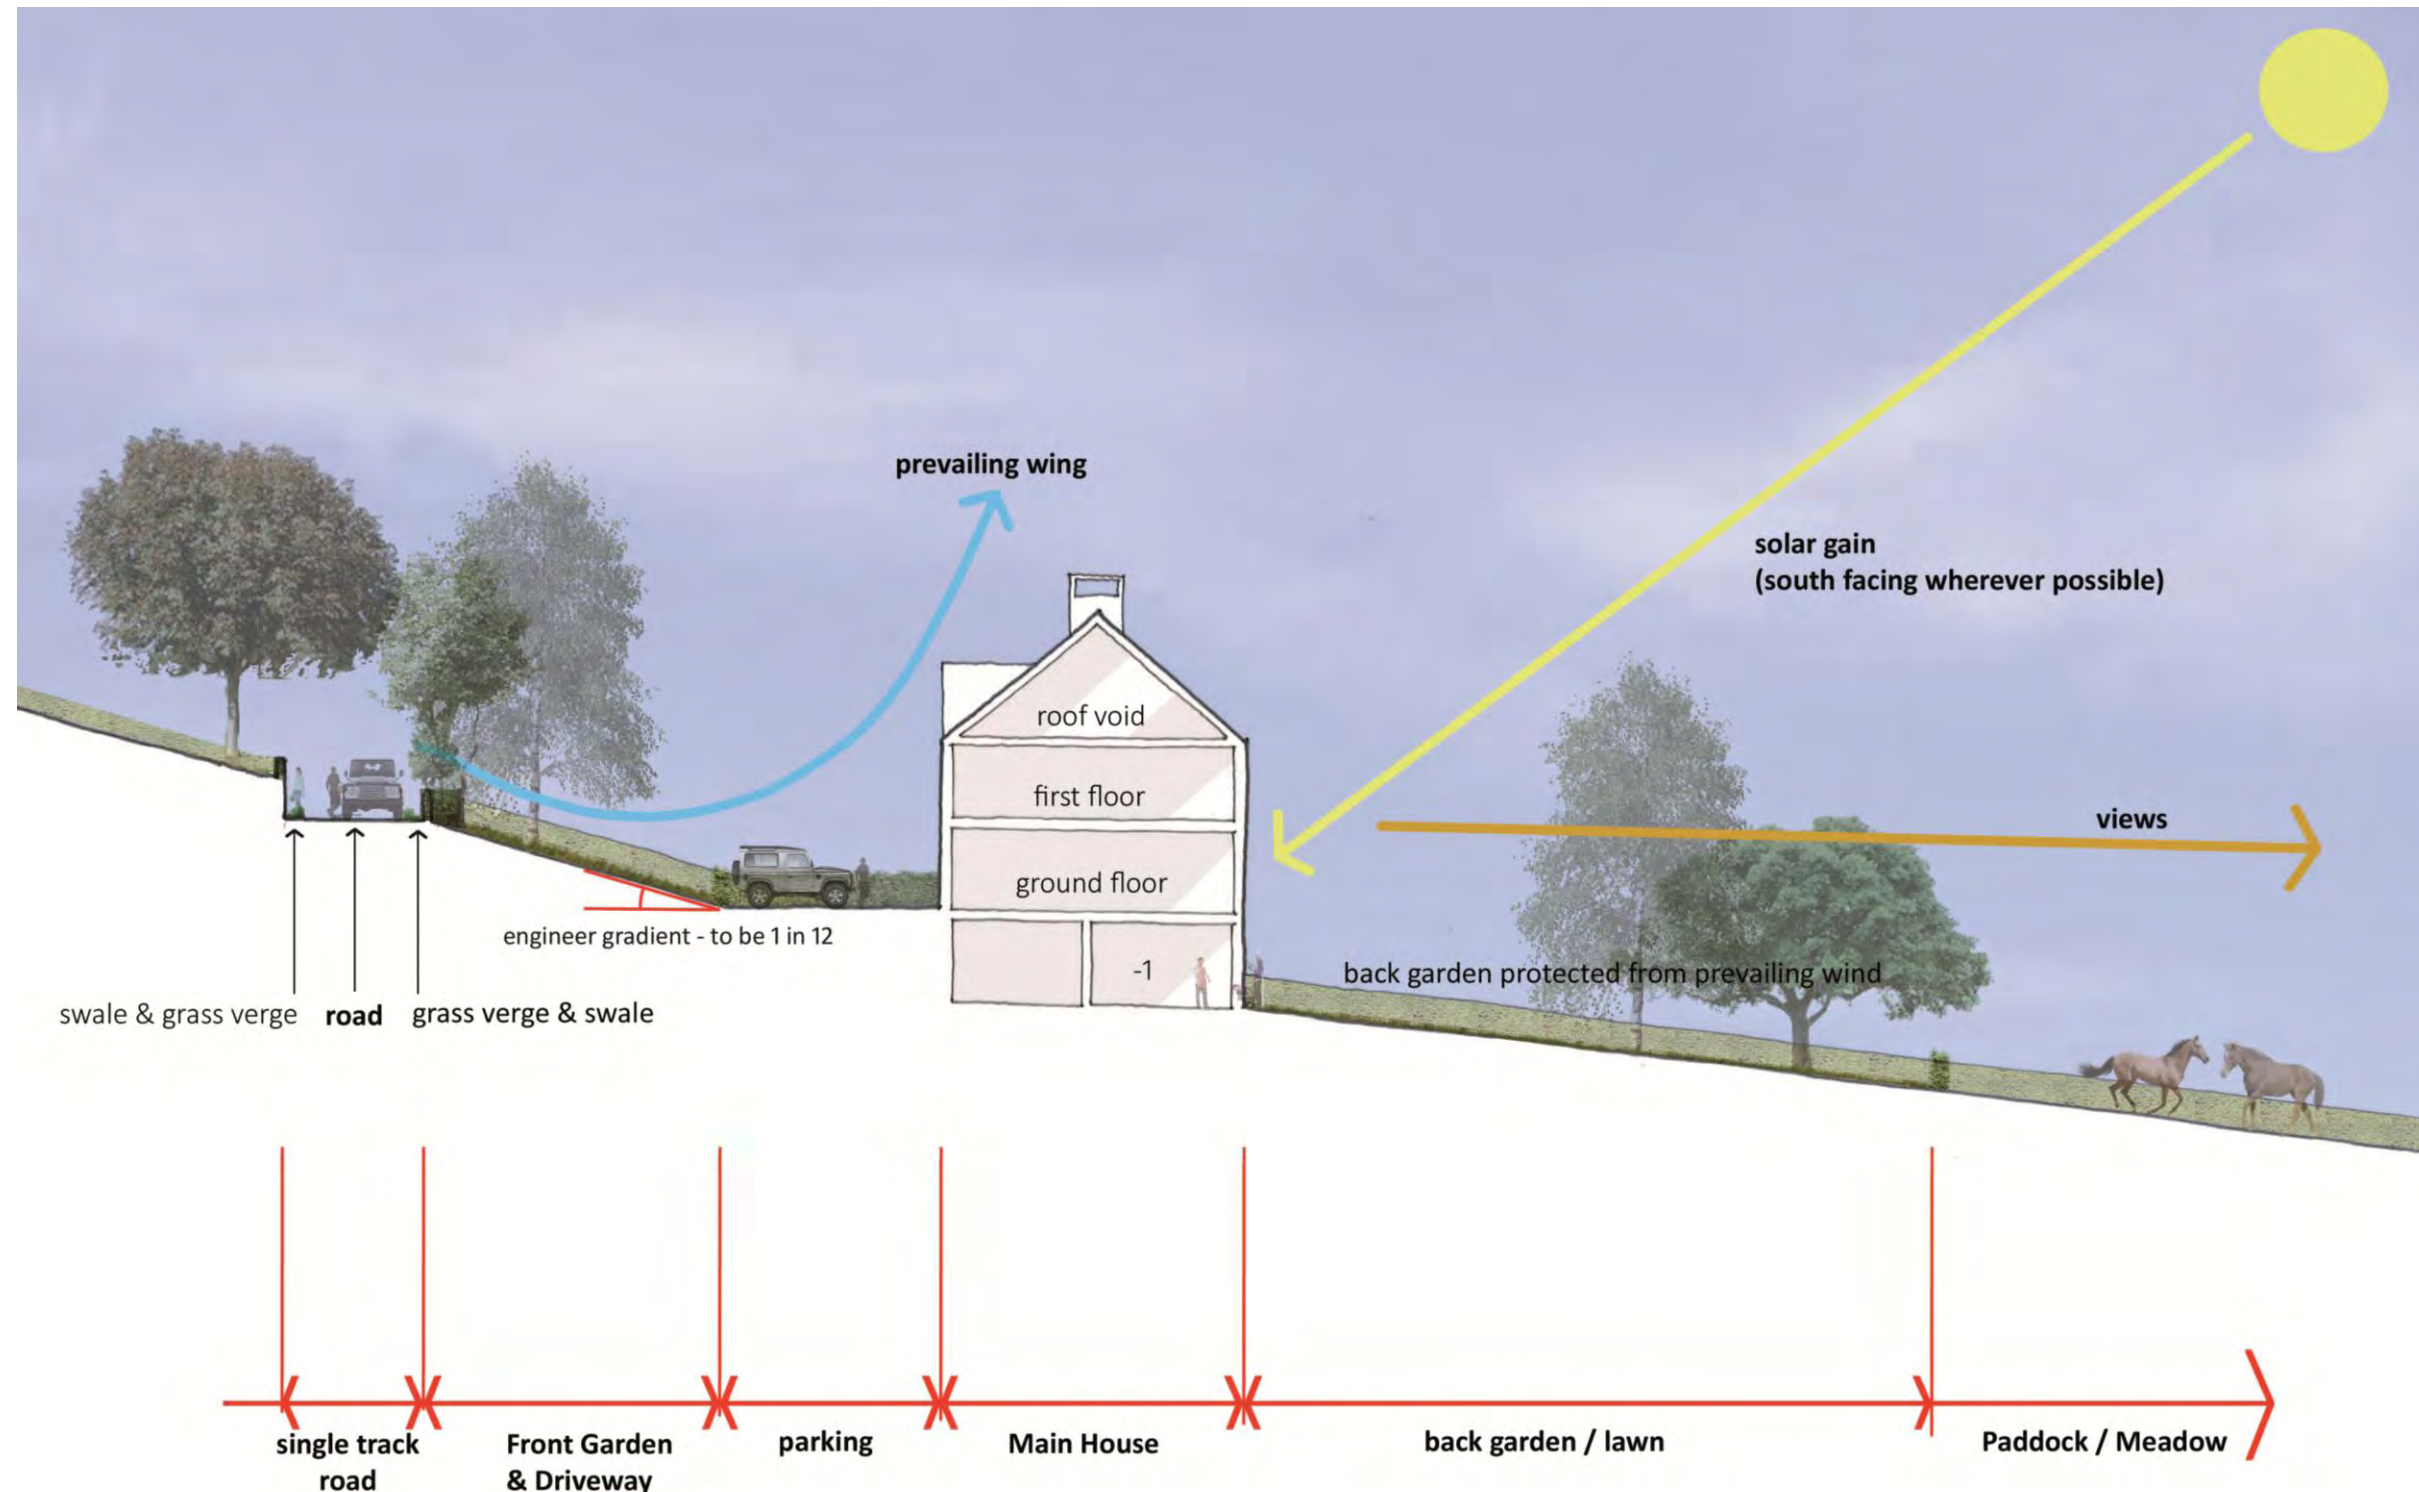 prevailing wing
solar gain
(south facing wherever possible)
roof void
first floor
ground floor
-1
views
engineer gradient - to be 1 in 12
back garden protected from prevailing wind
swale & grass verge
road
grass verge & swale
single track
road
Front Garden
& Driveway
parking
Main House
back garden / lawn
Paddock / Meadow